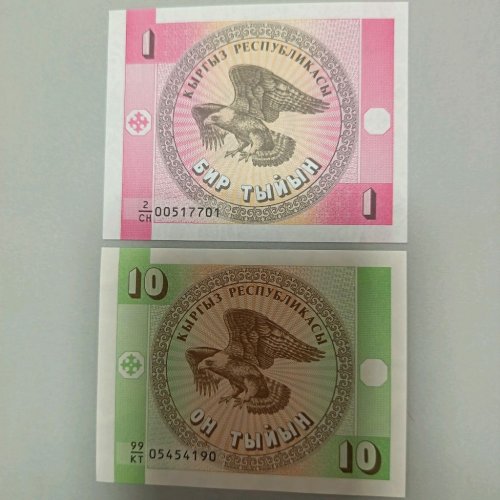 1
КЫРГЫЗ РЕСПУБЛИКАСЫ
БИР ТЫЙЫН
2/СН 00517701
1
10
КЫРГЫЗ РЕСПУБЛИКАСЫ
ОН ТЫЙЫН
99/КТ 05454190
10